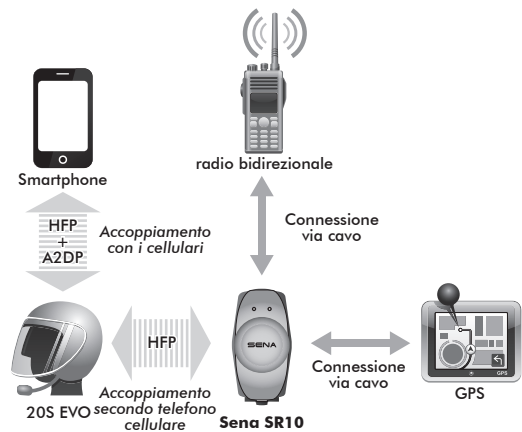 radio bidirezionale
Smartphone
HFP
+
A2DP
Accoppiamento
con i cellulari
Connessione
via cavo
HFP
SENA
Connessione
via cavo
GPS
GPS
20S EVO
Accoppiamento
secondo telefono
cellulare
Sena SR10